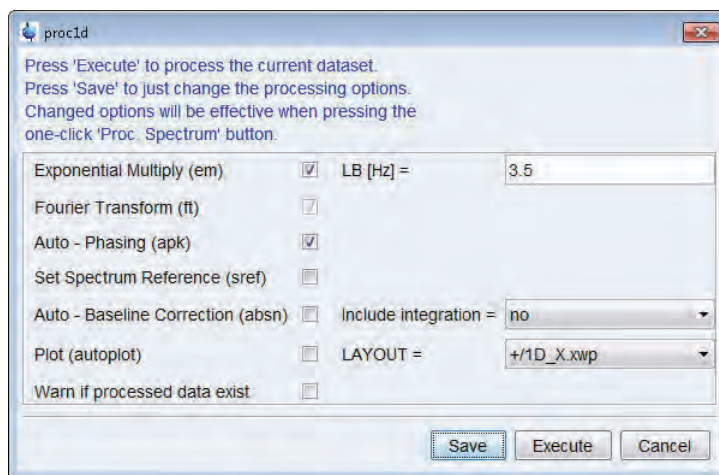 proc1d
Press 'Execute' to process the current dataset.
Press 'Save' to just change the processing options.
Changed options will be effective when pressing the
one-click 'Proc. Spectrum' button.
Exponential Multiply (em) LB [Hz] = 3.5
Fourier Transform (ft)
Auto - Phasing (apk)
Set Spectrum Reference (sref)
Auto - Baseline Correction (absn) Include integration = no
Plot (autoplot) LAYOUT = +/1D_X.xwp
Warn if processed data exist
Save Execute Cancel